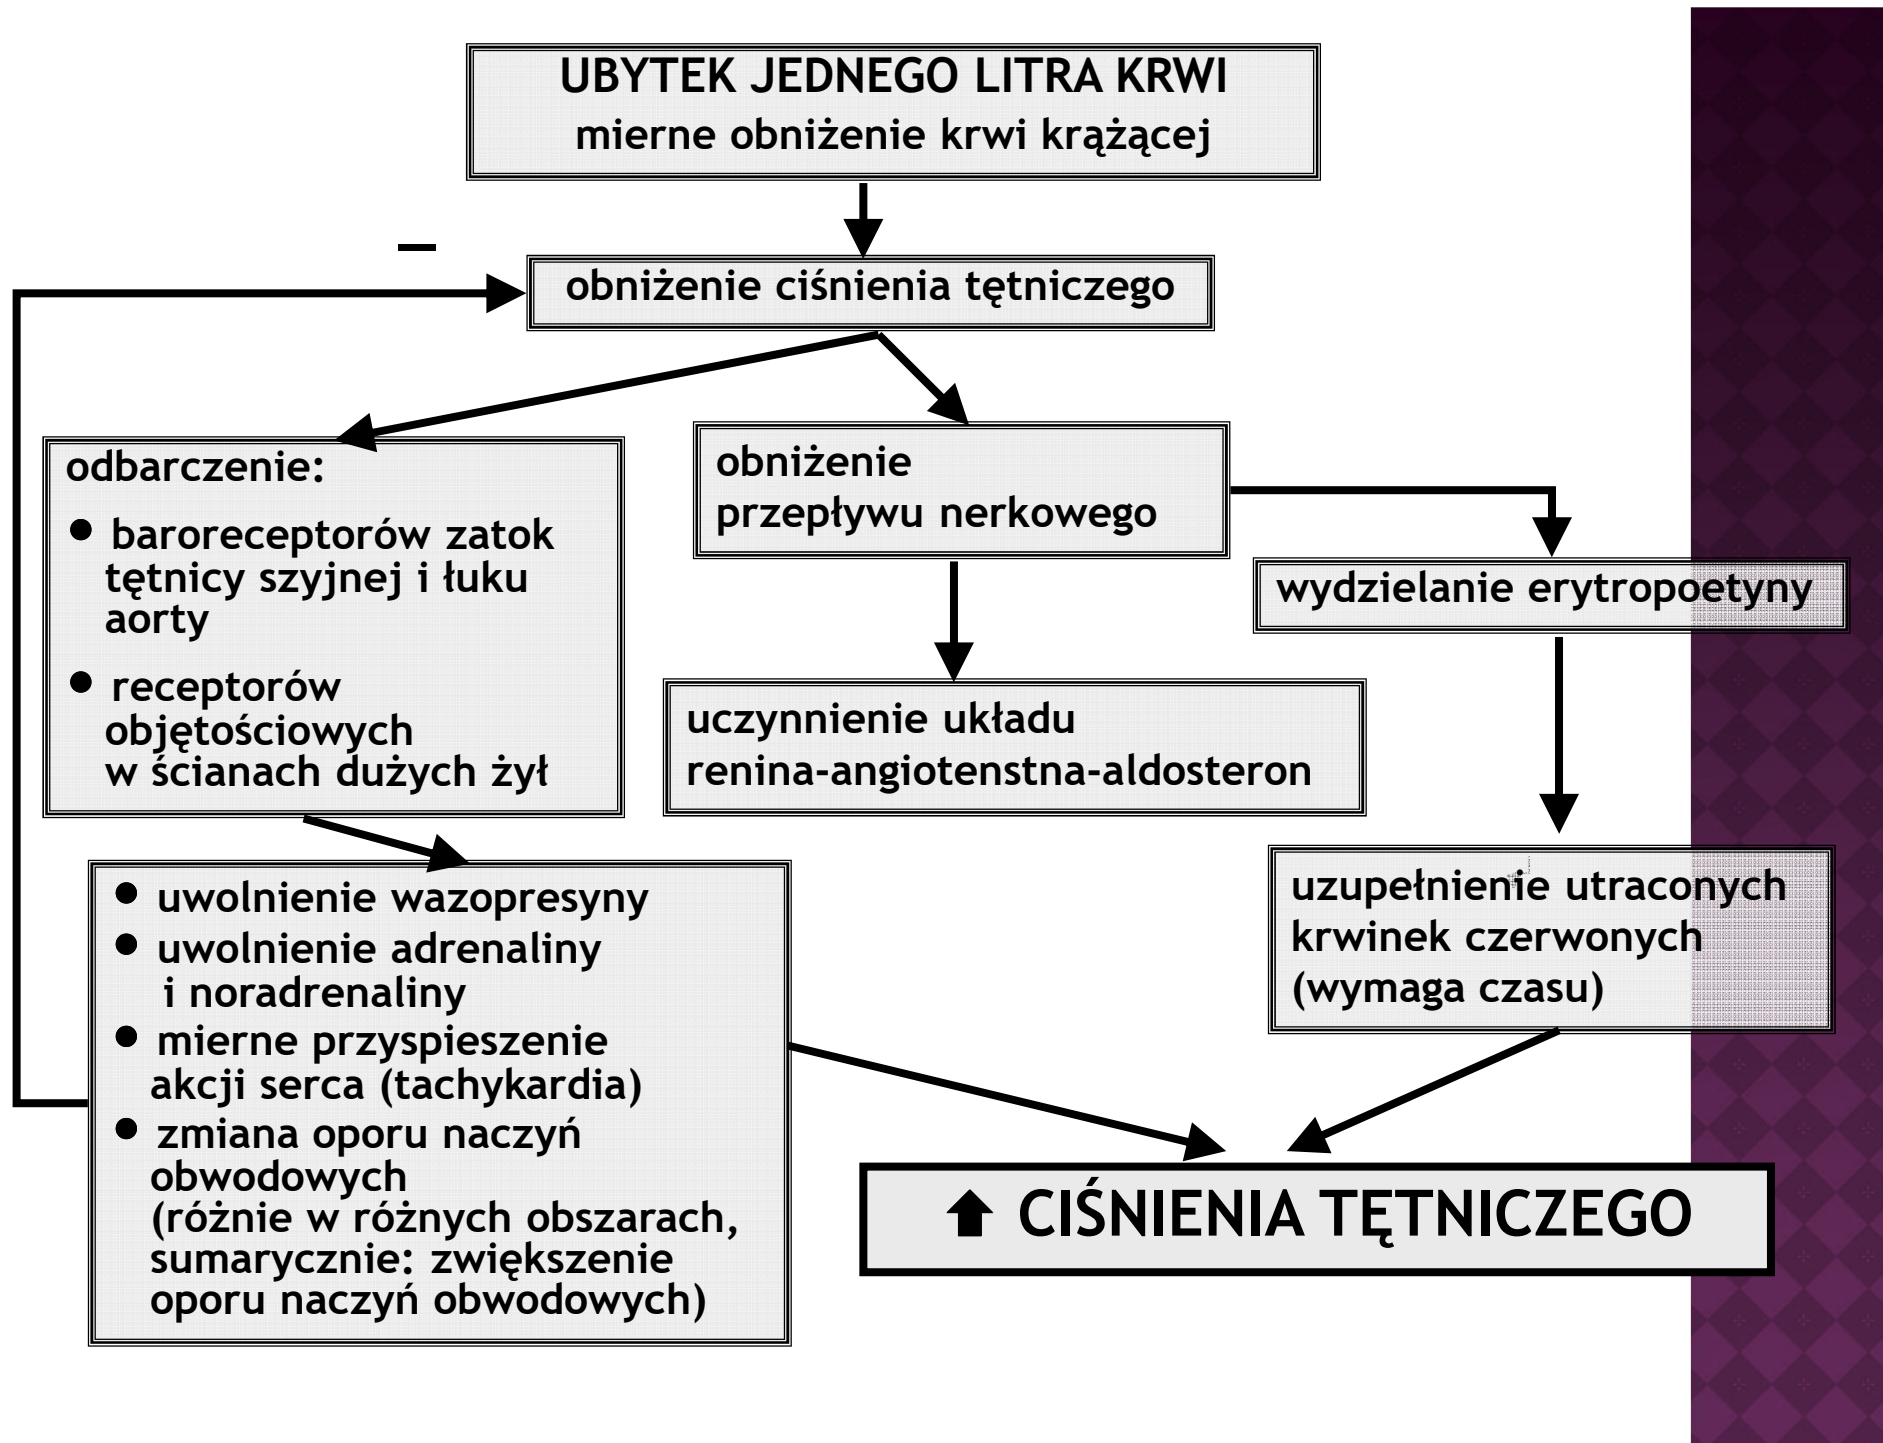 UBYTEK JEDNEGO LITRA KRWI
mierne obniżenie krwi krążącej
–
obniżenie ciśnienia tętniczego
odbarczenie:
● baroreceptorów zatok
tętnicy szyjnej i łuku
aorty
● receptorów
objętościowych
w ścianach dużych żył
obniżenie
przepływu nerkowego
wydzielanie erytropoetyny
uczynnienie układu
renina-angiotenstna-aldosteron
● uwolnienie wazopresyny
● uwolnienie adrenaliny
i noradrenaliny
● mierne przyspieszenie
akcji serca (tachykardia)
● zmiana oporu naczyń
obwodowych
(różnie w różnych obszarach,
sumarycznie: zwiększenie
oporu naczyń obwodowych)
uzupełnienie utraconych
krwinek czerwonych
(wymaga czasu)
🡅 CIŚNIENIA TĘTNICZEGO